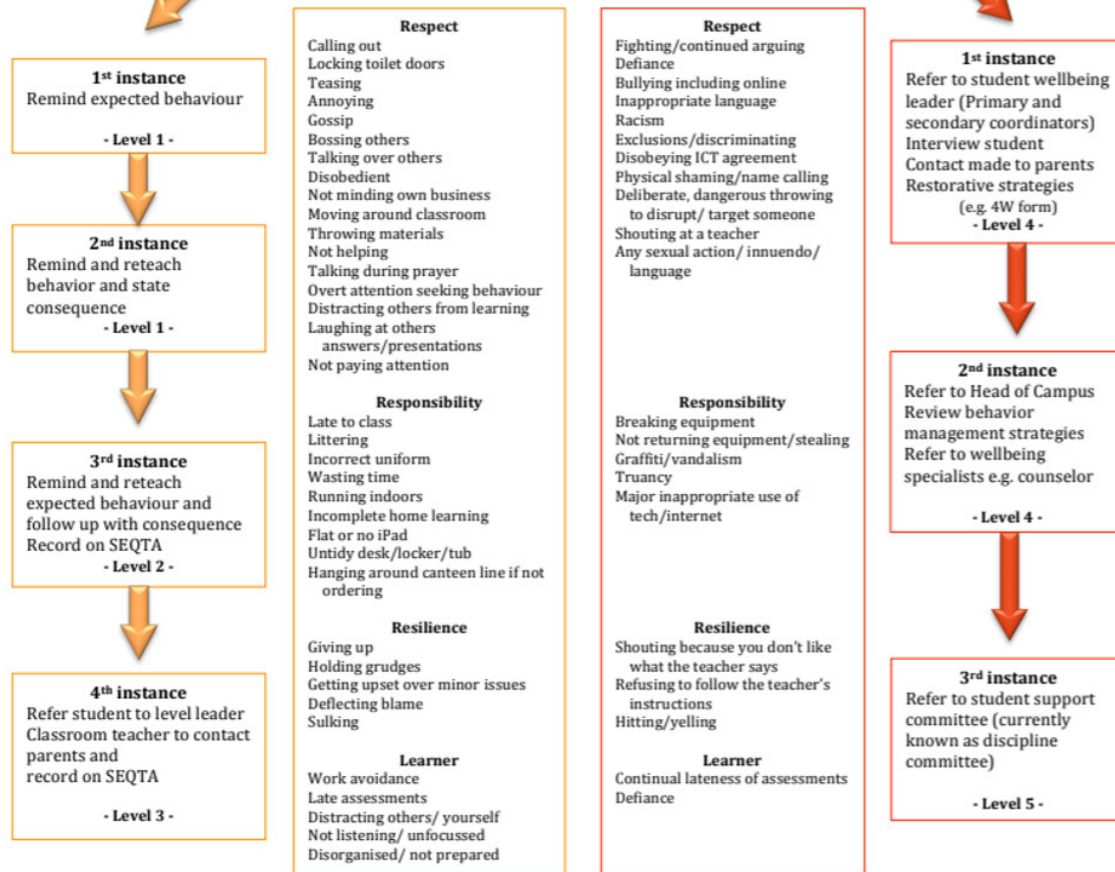 1st instance
Remind expected behaviour
- Level 1 -
2nd instance
Remind and reteach
behavior and state
consequence
- Level 1 -
3rd instance
Remind and reteach
expected behaviour and
follow up with consequence
Record on SEQTA
- Level 2 -
4th instance
Refer student to level leader
Classroom teacher to contact
parents and
record on SEQTA
- Level 3 -
Respect
Calling out
Locking toilet doors
Teasing
Annoying
Gossip
Bossing others
Talking over others
Disobedient
Not minding own business
Moving around classroom
Throwing materials
Not helping
Talking during prayer
Overt attention seeking behaviour
Distracting others from learning
Laughing at others
answers/presentations
Not paying attention
Responsibility
Late to class
Littering
Incorrect uniform
Wasting time
Running indoors
Incomplete home learning
Flat or no iPad
Untidy desk/locker/tub
Hanging around canteen line if not
ordering
Resilience
Giving up
Holding grudges
Getting upset over minor issues
Deflecting blame
Sulking
Learner
Work avoidance
Late assessments
Distracting others/ yourself
Not listening/ unfocussed
Disorganised/ not prepared
Respect
Fighting/continued arguing
Defiance
Bullying including online
Inappropriate language
Racism
Exclusions/discriminating
Disobeying ICT agreement
Physical shaming/name calling
Deliberate, dangerous throwing
to disrupt/ target someone
Shouting at a teacher
Any sexual action/ innuendo/
language
Responsibility
Breaking equipment
Not returning equipment/stealing
Graffiti/vandalism
Truancy
Major inappropriate use of
tech/internet
Resilience
Shouting because you don't like
what the teacher says
Refusing to follow the teacher's
instructions
Hitting/yelling
Learner
Continual lateness of assessments
Defiance
1st instance
Refer to student wellbeing
leader (Primary and
secondary coordinators)
Interview student
Contact made to parents
Restorative strategies
(e.g. 4W form)
- Level 4 -
2nd instance
Refer to Head of Campus
Review behavior
management strategies
Refer to wellbeing
specialists e.g. counselor
- Level 4 -
3rd instance
Refer to student support
committee (currently
known as discipline
committee)
- Level 5 -